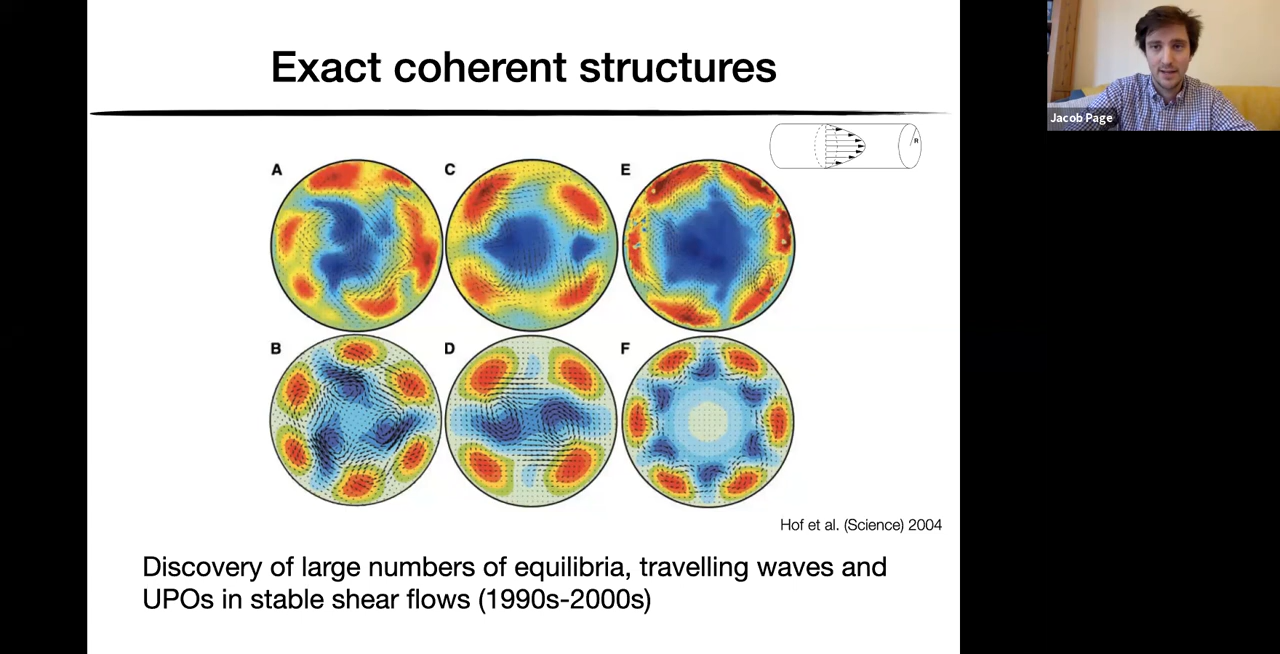 Exact coherent structures
Jacob Page
R
A
C
E
B
D
F
Hof et al. (Science) 2004
Discovery of large numbers of equilibria, travelling waves and
UPOs in stable shear flows (1990s-2000s)